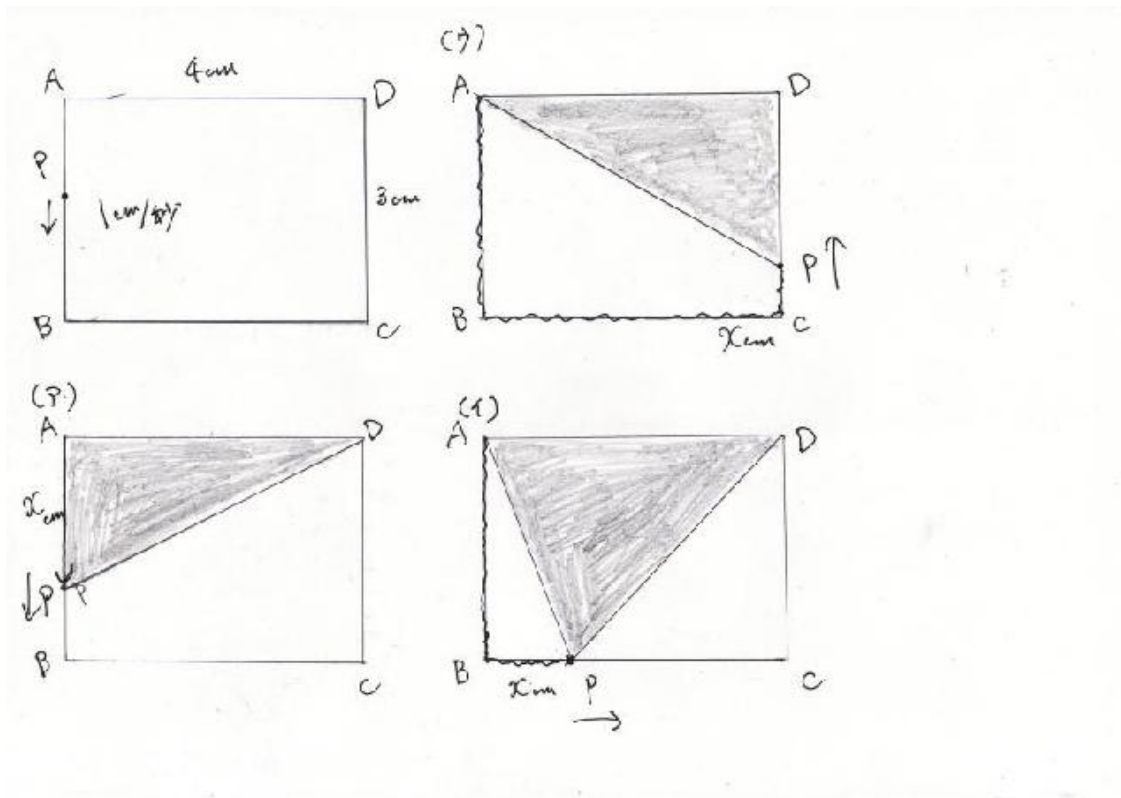 4cm
A D
P
1cm/秒
3cm
B C
(ウ)
A D
P
B C
xcm
(ア)
A D
xcm
P P
B C
(イ)
A D
B C
xcm P